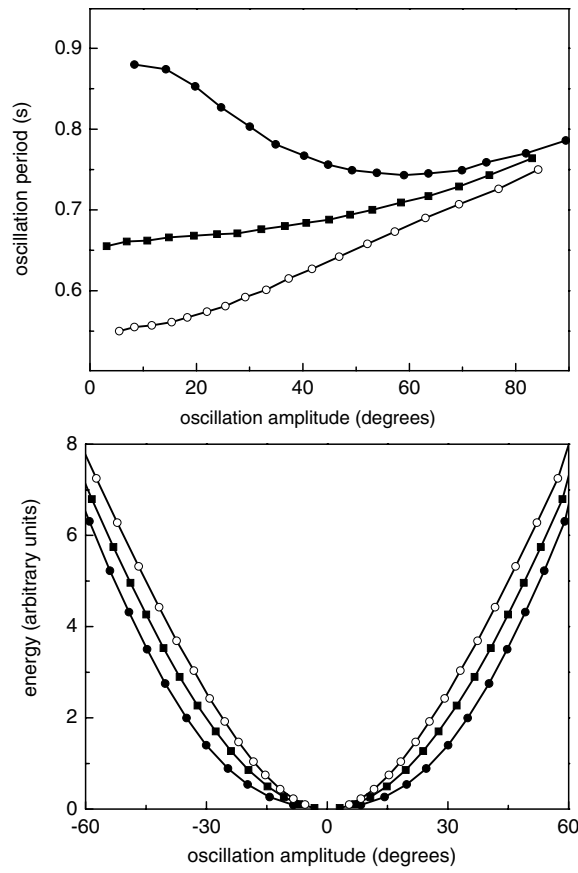 0.9
0.8
0.7
0.6
oscillation period (s)
0 20 40 60 80
oscillation amplitude (degrees)
8
6
4
2
0
energy (arbitrary units)
-60 -30 0 30 60
oscillation amplitude (degrees)